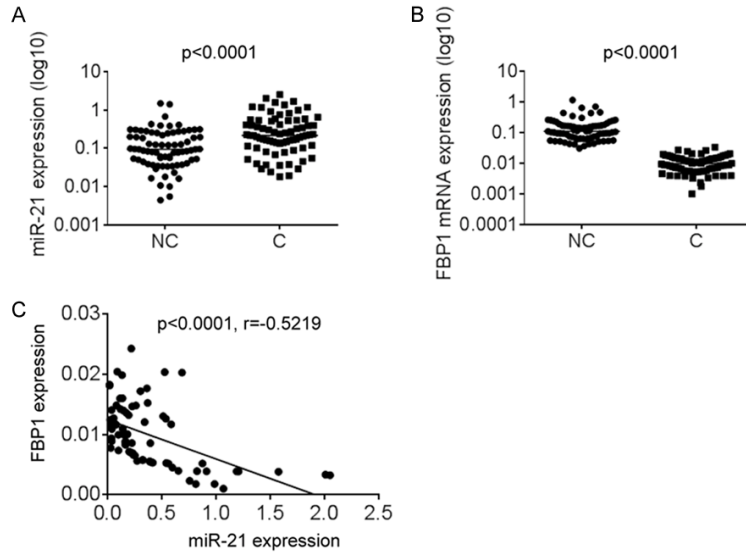 A
p<0.0001
miR-21 expression (log10)
10
1
0.1
0.01
0.001
NC
C
B
p<0.0001
FBP1 mRNA expression (log10)
10
1
0.1
0.01
0.001
0.0001
NC
C
C
p<0.0001, r=-0.5219
FBP1 expression
0.03
0.02
0.01
0.00
0.0
0.5
1.0
1.5
2.0
2.5
miR-21 expression